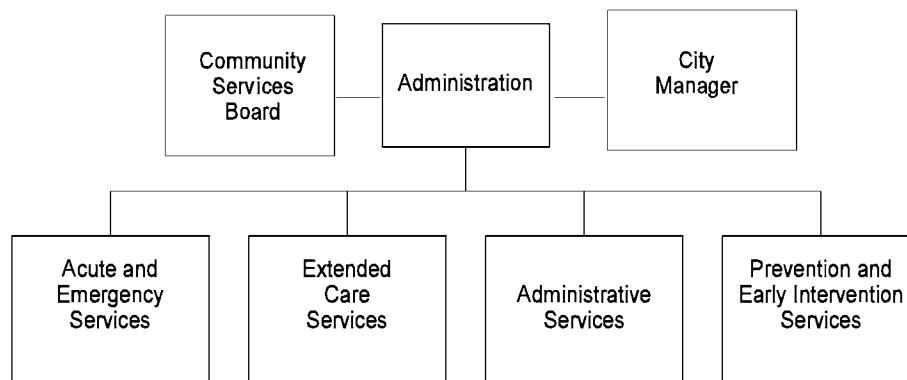 Community
Services
Board
Administration
City
Manager
Acute and
Emergency
Services
Extended
Care
Services
Administrative
Services
Prevention and
Early Intervention
Services